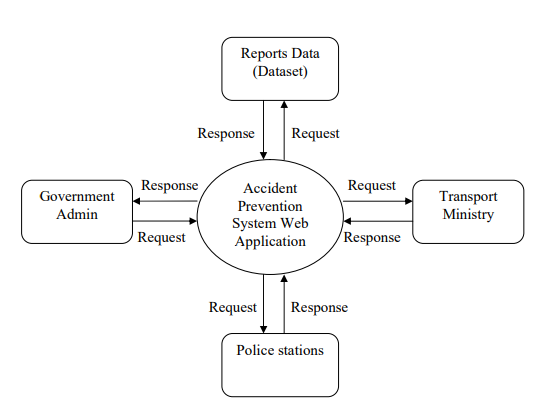 Reports Data
(Dataset)
Response
Request
Government
Admin
Response
Request
Accident
Prevention
System Web
Application
Request
Response
Transport
Ministry
Request
Response
Police stations